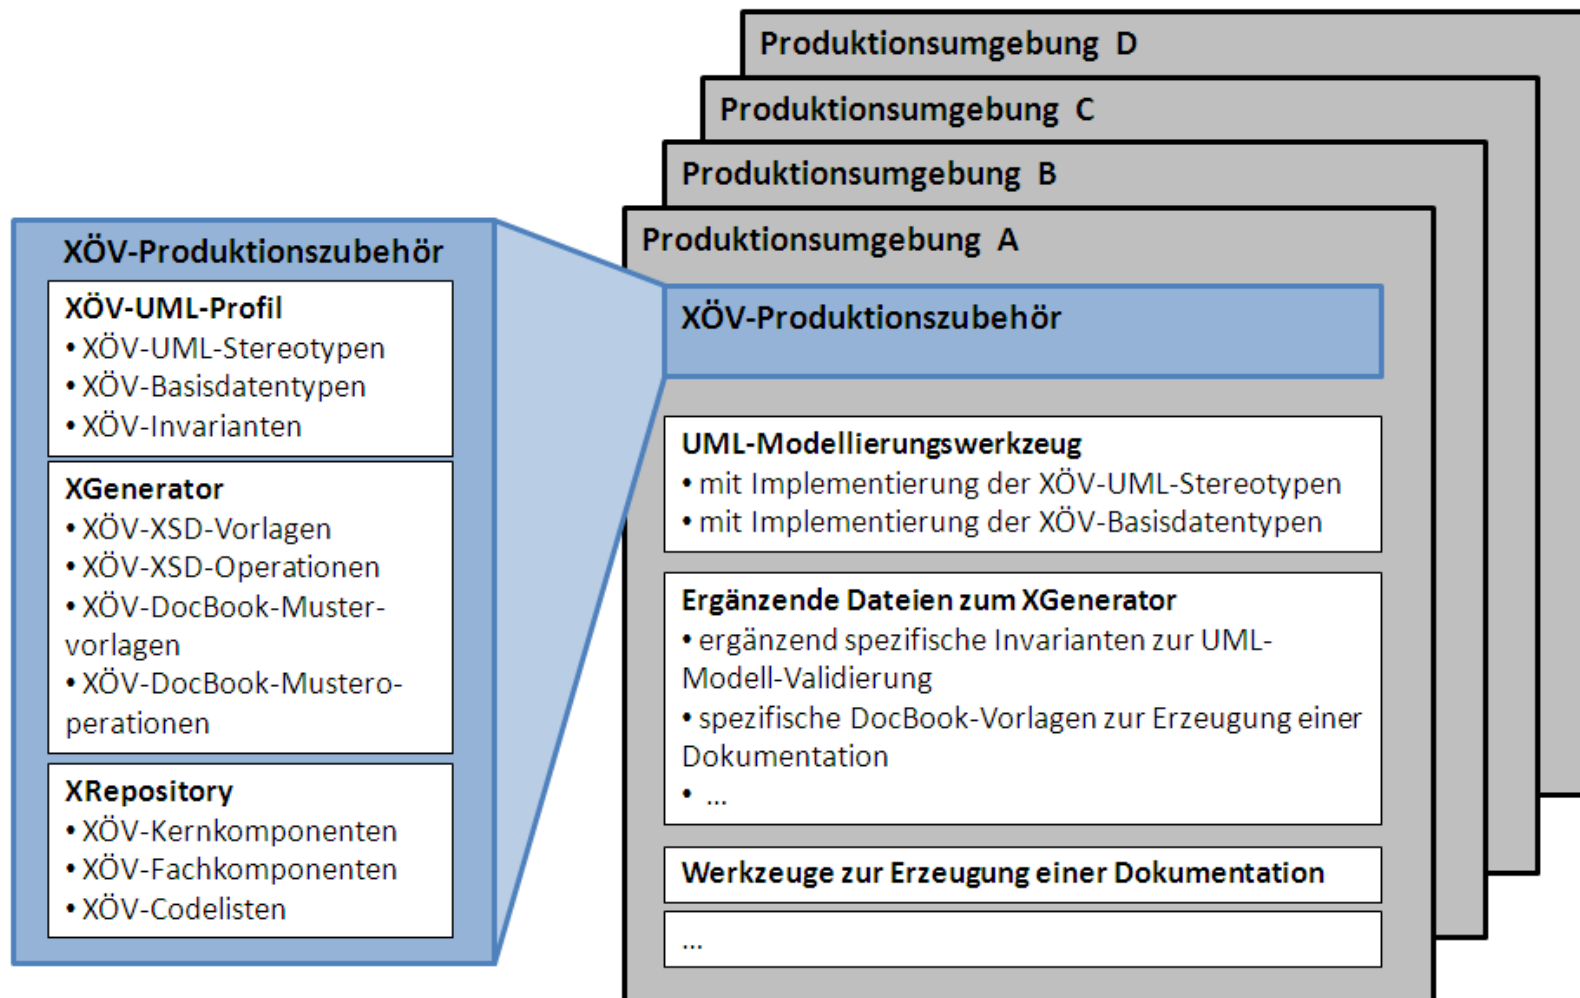 Produktionsumgebung D
Produktionsumgebung C
Produktionsumgebung B
Produktionsumgebung A
XÖV-Produktionszubehör
XÖV-UML-Profil
• XÖV-UML-Stereotypen
• XÖV-Basisdatentypen
• XÖV-Invarianten
XGenerator
• XÖV-XSD-Vorlagen
• XÖV-XSD-Operationen
• XÖV-DocBook-Muster-
vorlagen
• XÖV-DocBook-Mustero-
perationen
XRepository
• XÖV-Kernkomponenten
• XÖV-Fachkomponenten
• XÖV-Codelisten
XÖV-Produktionszubehör
UML-Modellierungswerkzeug
• mit Implementierung der XÖV-UML-Stereotypen
• mit Implementierung der XÖV-Basisdatentypen
Ergänzende Dateien zum XGenerator
• ergänzend spezifische Invarianten zur UML-
Modell-Validierung
• spezifische DocBook-Vorlagen zur Erzeugung einer
Dokumentation
• ...
Werkzeuge zur Erzeugung einer Dokumentation
...